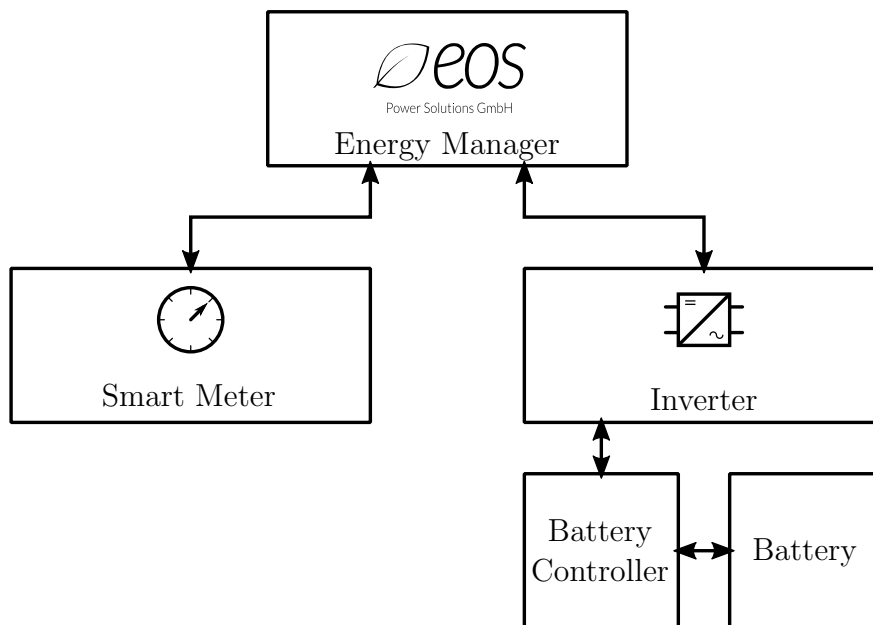 eos
Power Solutions GmbH
Energy Manager
Smart Meter
Inverter
Battery
Controller
Battery